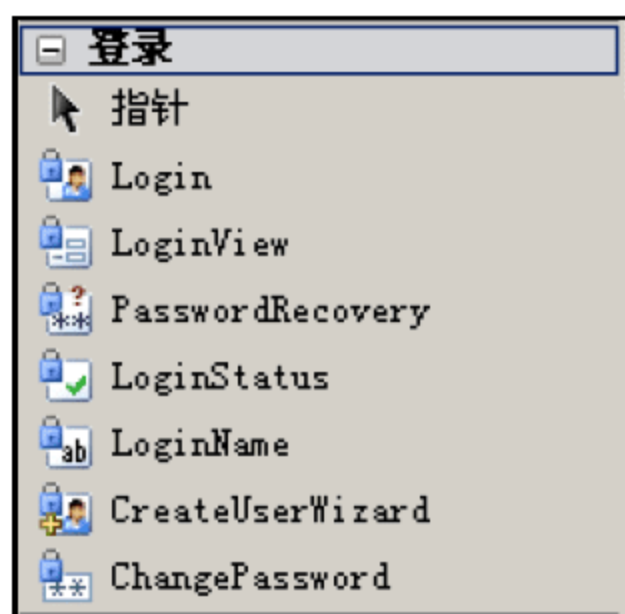 登录
指针
Login
LoginView
PasswordRecovery
LoginStatus
LoginName
CreateUserWizard
ChangePassword